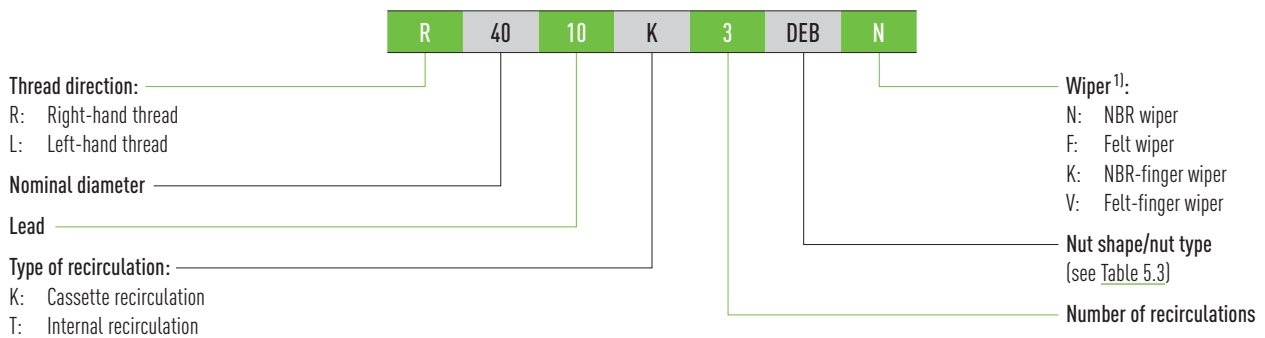 R 40 10 K 3 DEB N
Thread direction:
R: Right-hand thread
L: Left-hand thread
Nominal diameter
Lead
Type of recirculation:
K: Cassette recirculation
T: Internal recirculation
Wiper 1):
N: NBR wiper
F: Felt wiper
K: NBR-finger wiper
V: Felt-finger wiper
Nut shape/nut type
(see Table 5.3)
Number of recirculations